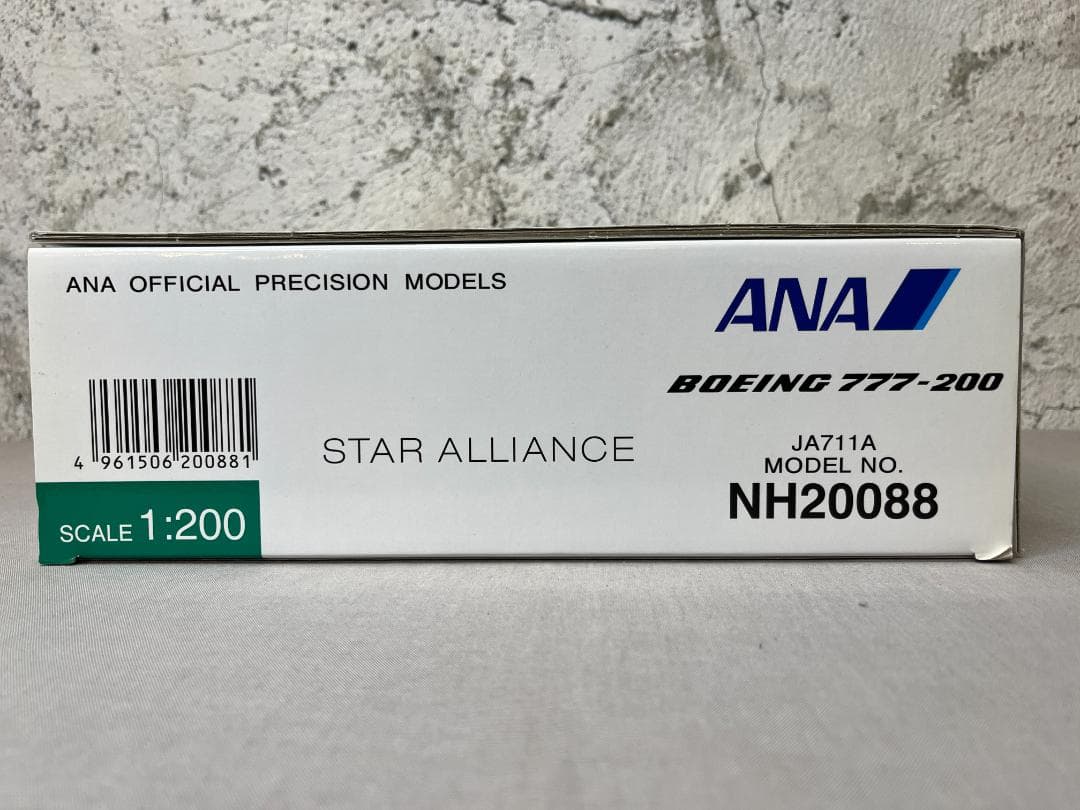 ANA OFFICIAL PRECISION MODELS
ANA
BOEING 777-200
STAR ALLIANCE
JA711A
MODEL NO.
NH20088
4 961506 200881
SCALE 1:200